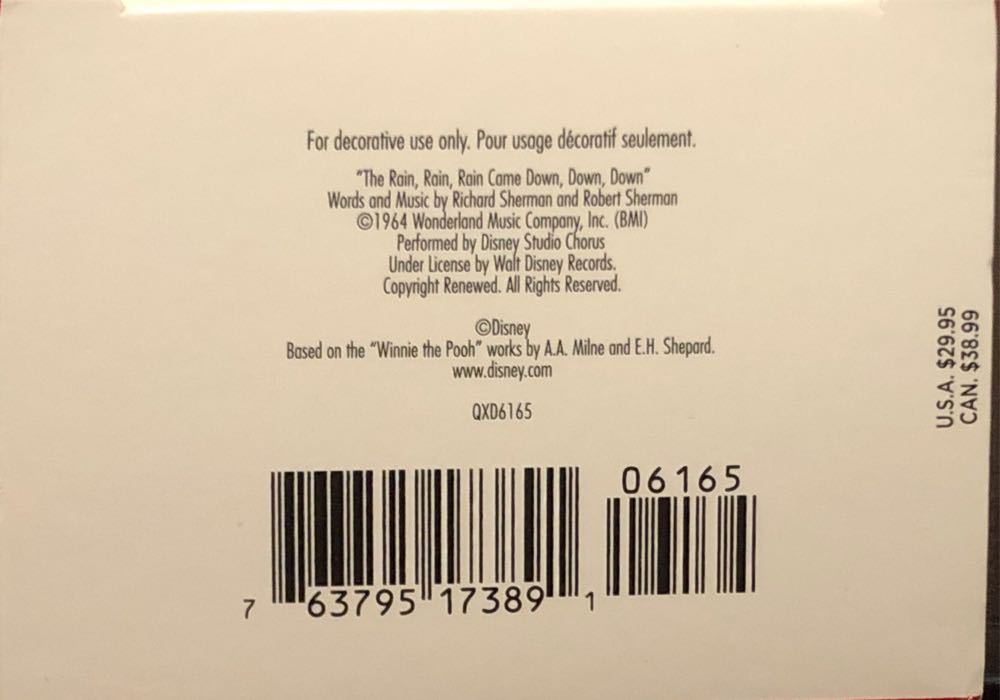 For decorative use only. Pour usage décoratif seulement.
"The Rain, Rain, Rain Came Down, Down, Down"
Words and Music by Richard Sherman and Robert Sherman
©1964 Wonderland Music Company, Inc. (BMI)
Performed by Disney Studio Chorus
Under License by Walt Disney Records.
Copyright Renewed. All Rights Reserved.
©Disney
Based on the "Winnie the Pooh" works by A.A. Milne and E.H. Shepard.
www.disney.com
QXD6165
06165
7 63795 17389 1
U.S.A. $29.95
CAN. $38.99